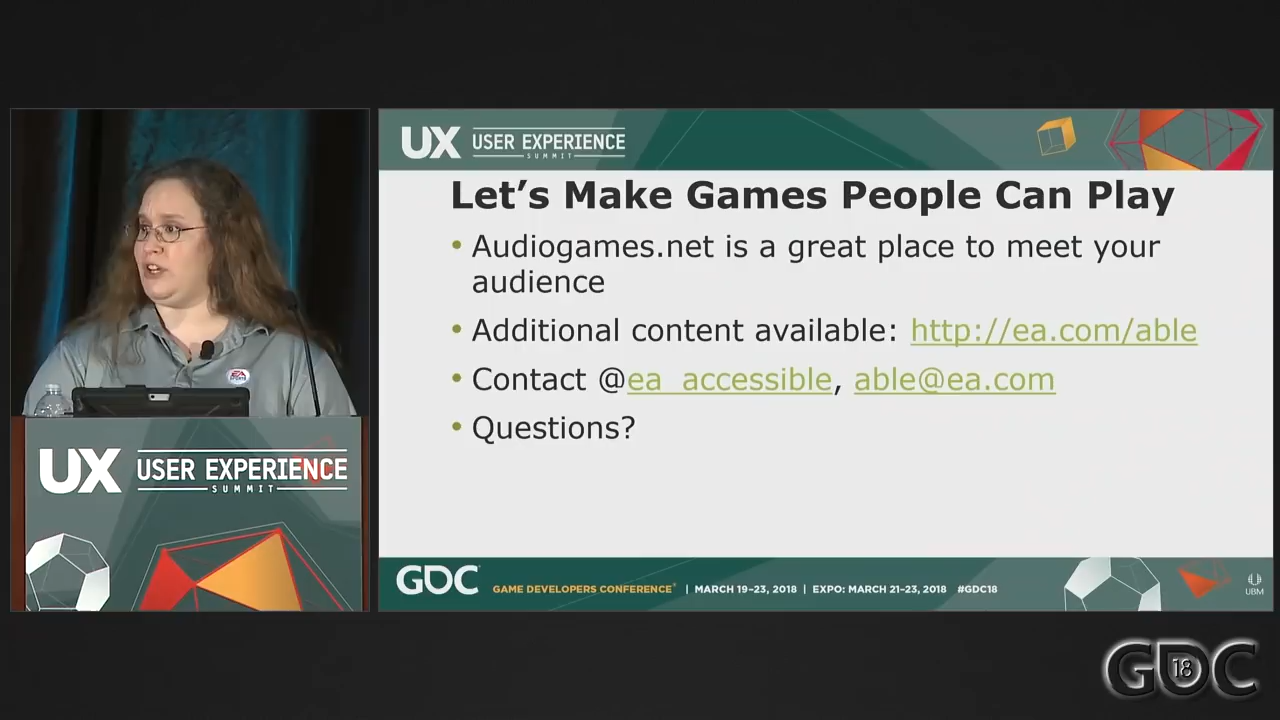 UX USER EXPERIENCE
SUMMIT
Let's Make Games People Can Play
• Audiogames.net is a great place to meet your
audience
• Additional content available: http://ea.com/able
• Contact @ea_accessible, able@ea.com
• Questions?
EA
SPORTS
UX USER EXPERIENCE
SUMMIT
GDC GAME DEVELOPERS CONFERENCE® | MARCH 19–23, 2018 | EXPO: MARCH 21–23, 2018 #GDC18
UBM
GDC 18